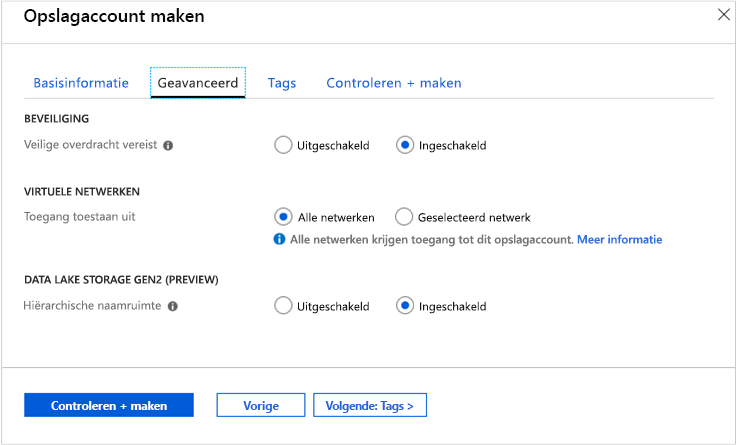 Opslagaccount maken
Basisinformatie Geavanceerd Tags Controleren + maken
BEVEILIGING
Veilige overdracht vereist Uitgeschakeld Ingeschakeld
VIRTUELE NETWERKEN
Toegang toestaan uit Alle netwerken Geselecteerd netwerk
Alle netwerken krijgen toegang tot dit opslagaccount. Meer informatie
DATA LAKE STORAGE GEN2 (PREVIEW)
Hiërarchische naamruimte Uitgeschakeld Ingeschakeld
Controleren + maken Vorige Volgende: Tags >